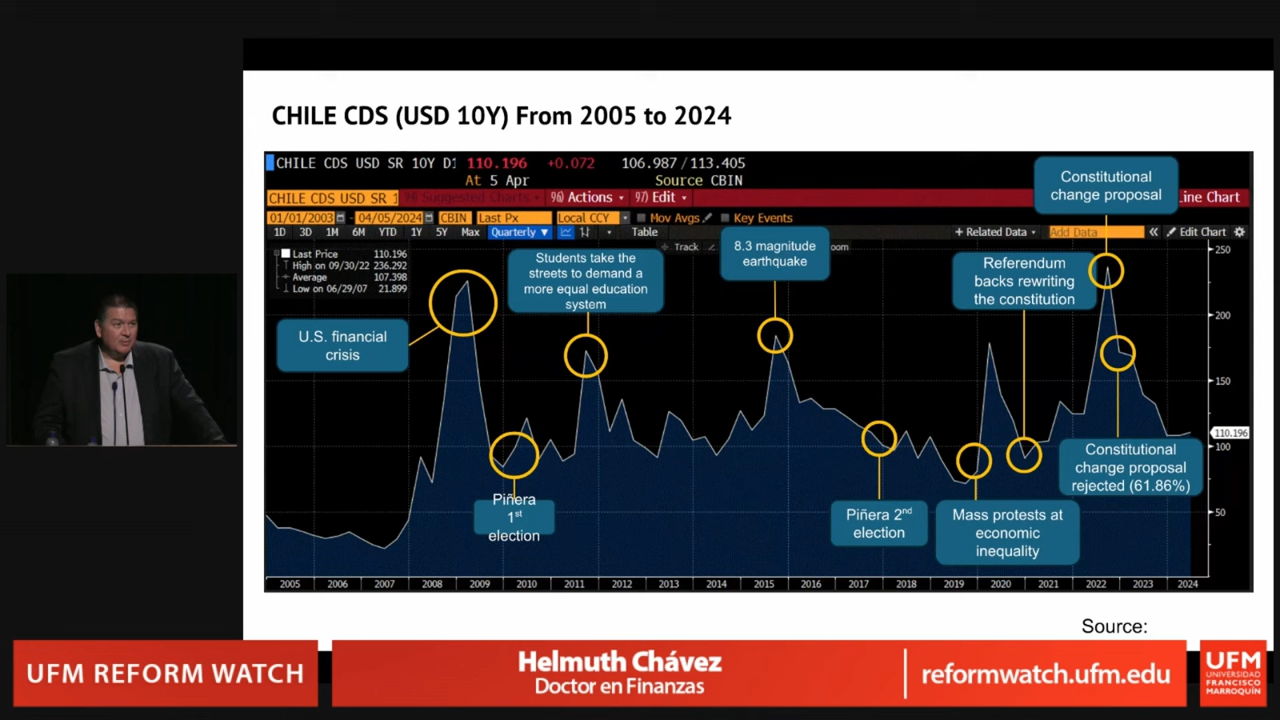 CHILE CDS (USD 10Y) From 2005 to 2024
CHILE CDS USD SR 10Y D1 110.196 +0.072 106.987/113.405
At 5 Apr Source CBIN
CHILE CDS USD SR 1 94) Suggested Charts 96) Actions 97) Edit Line Chart
01/01/2003 - 04/05/2024 CBIN Last Px Local CCY Mov Avgs Key Events
1D 3D 1M 6M YTD 1Y 5Y Max Quarterly ▼ Table + Related Data Add Data « Edit Chart
Track oom
Last Price 110.196
High on 09/30/22 236.292
Average 107.398
Low on 06/29/07 21.899
U.S. financial
crisis
Piñera
1st
election
Students take the
streets to demand a
more equal education
system
8.3 magnitude
earthquake
Piñera 2nd
election
Mass protests at
economic
inequality
Referendum
backs rewriting
the constitution
Constitutional
change proposal
Constitutional
change proposal
rejected (61.86%)
250
200
150
110.196
100
50
2005 2006 2007 2008 2009 2010 2011 2012 2013 2014 2015 2016 2017 2018 2019 2020 2021 2022 2023 2024
Source:
UFM REFORM WATCH
Helmuth Chávez
Doctor en Finanzas
reformwatch.ufm.edu
UFM
UNIVERSIDAD
FRANCISCO
MARROQUÍN